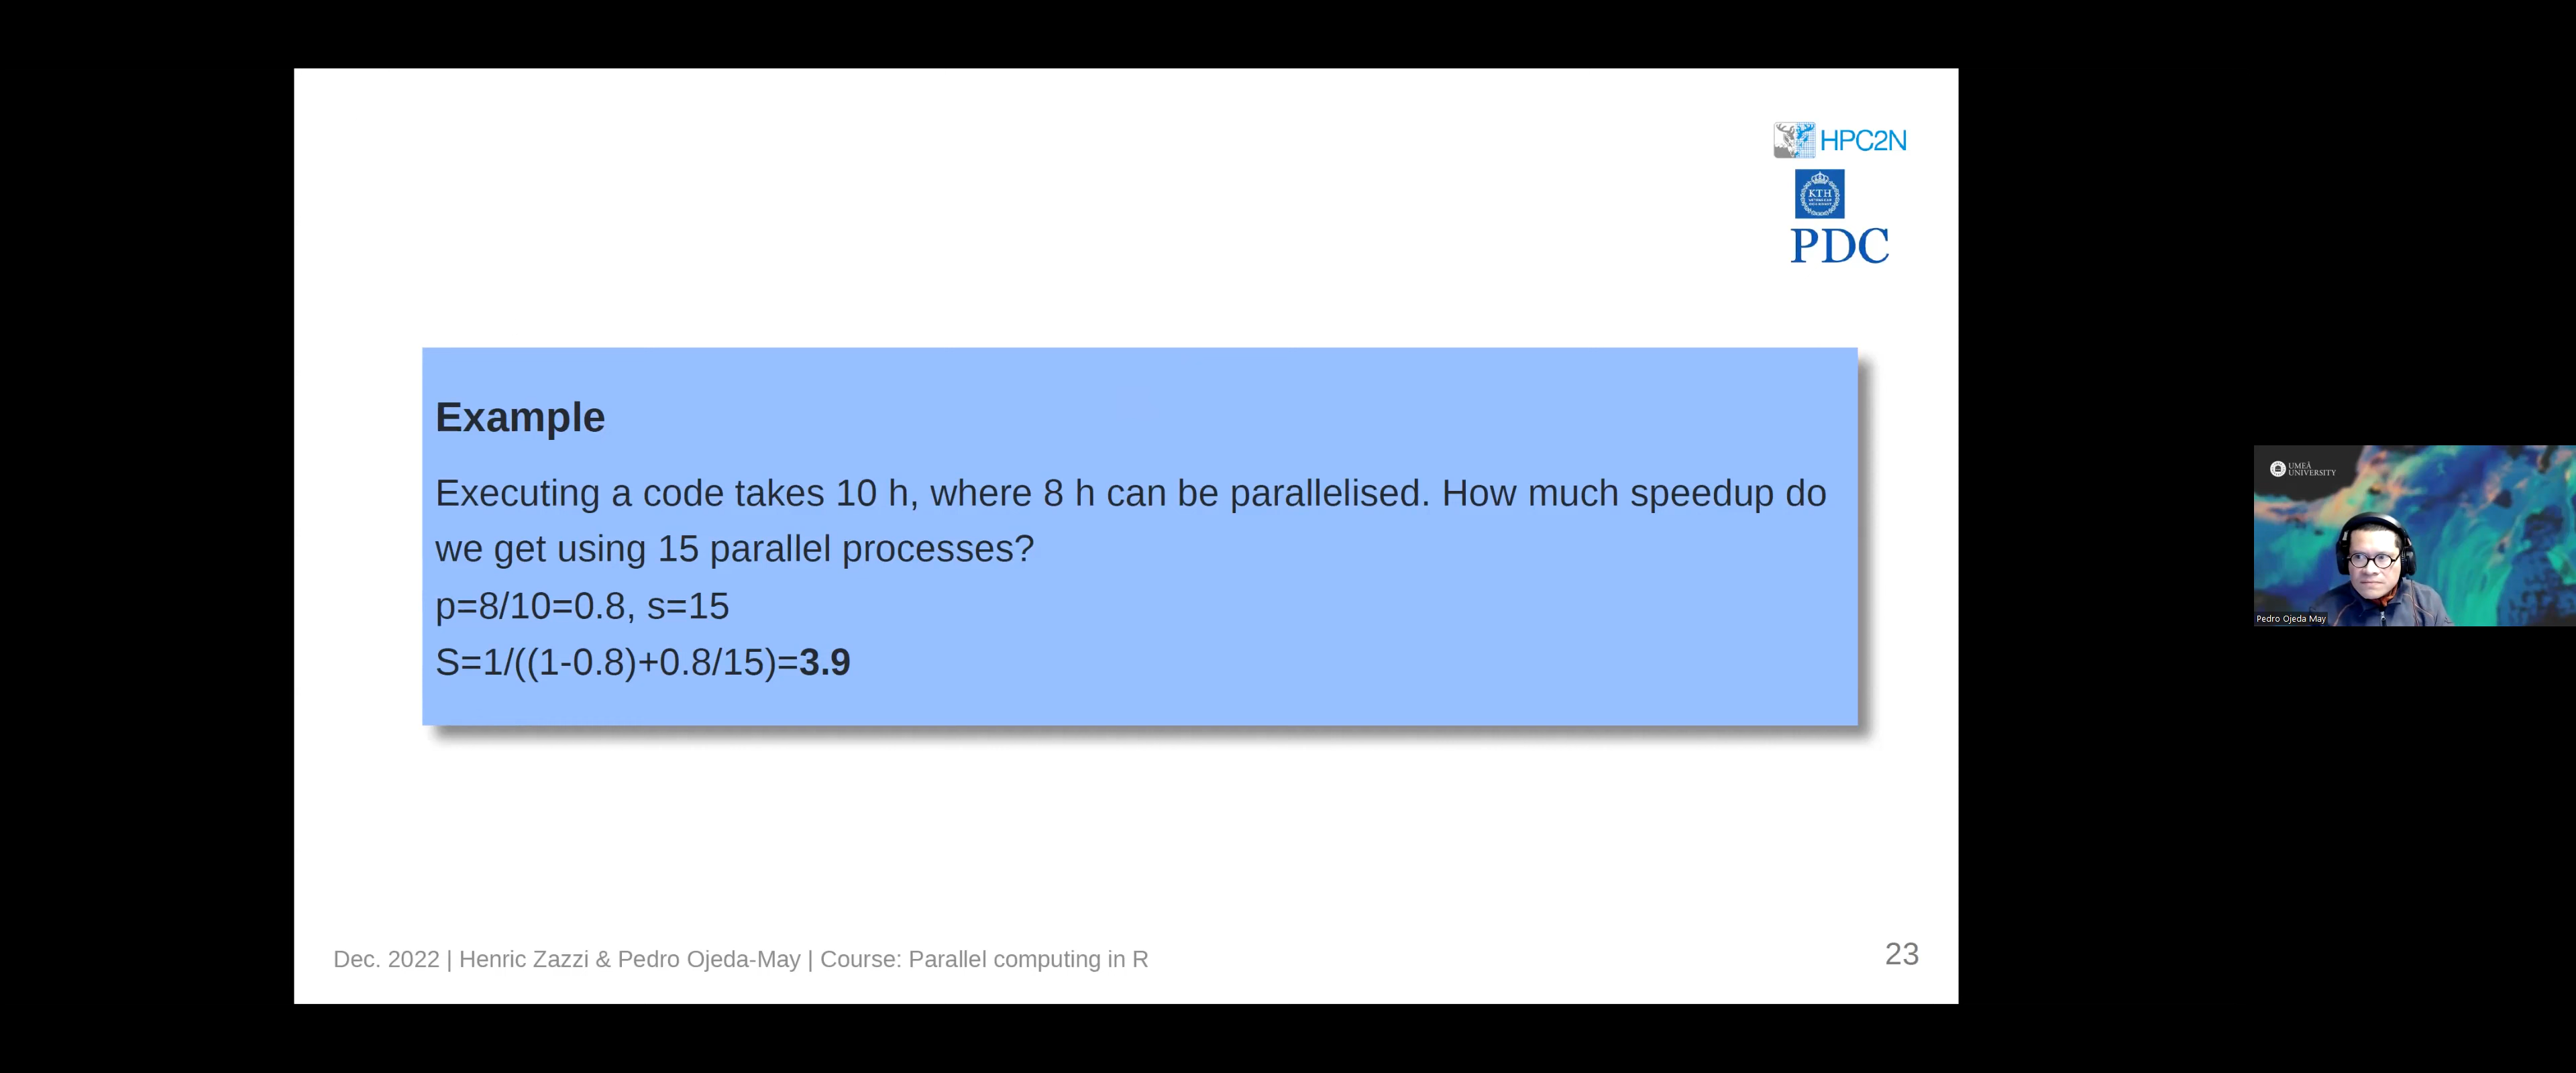 HPC2N
KTH
PDC
Example
Executing a code takes 10 h, where 8 h can be parallelised. How much speedup do
we get using 15 parallel processes?
p=8/10=0.8, s=15
S=1/((1-0.8)+0.8/15)=3.9
UMEÅ
UNIVERSITY
Pedro Ojeda May
Dec. 2022 | Henric Zazzi & Pedro Ojeda-May | Course: Parallel computing in R
23